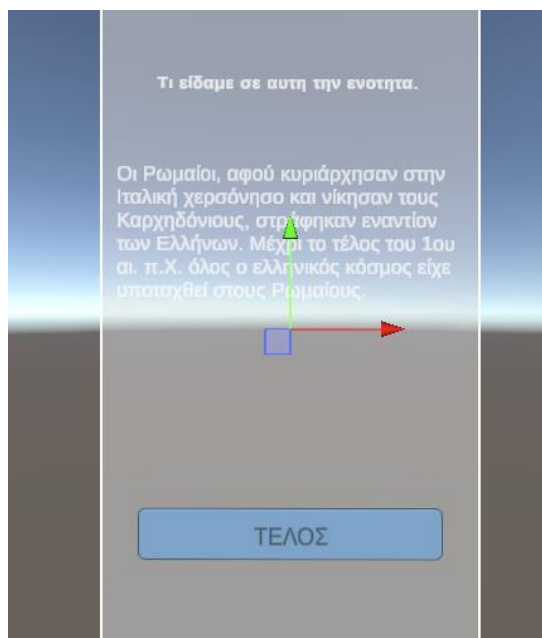 Τι είδαμε σε αυτη την ενοτητα.
Οι Ρωμαίοι, αφού κυριάρχησαν στην
Ιταλική χερσόνησο και νίκησαν τους
Καρχηδόνιους, στράφηκαν εναντίον
των Ελλήνων. Μέχρι το τέλος του 1ου
αι. π.Χ. όλος ο ελληνικός κόσμος είχε
υποταχθεί στους Ρωμαίους.
ΤΕΛΟΣ